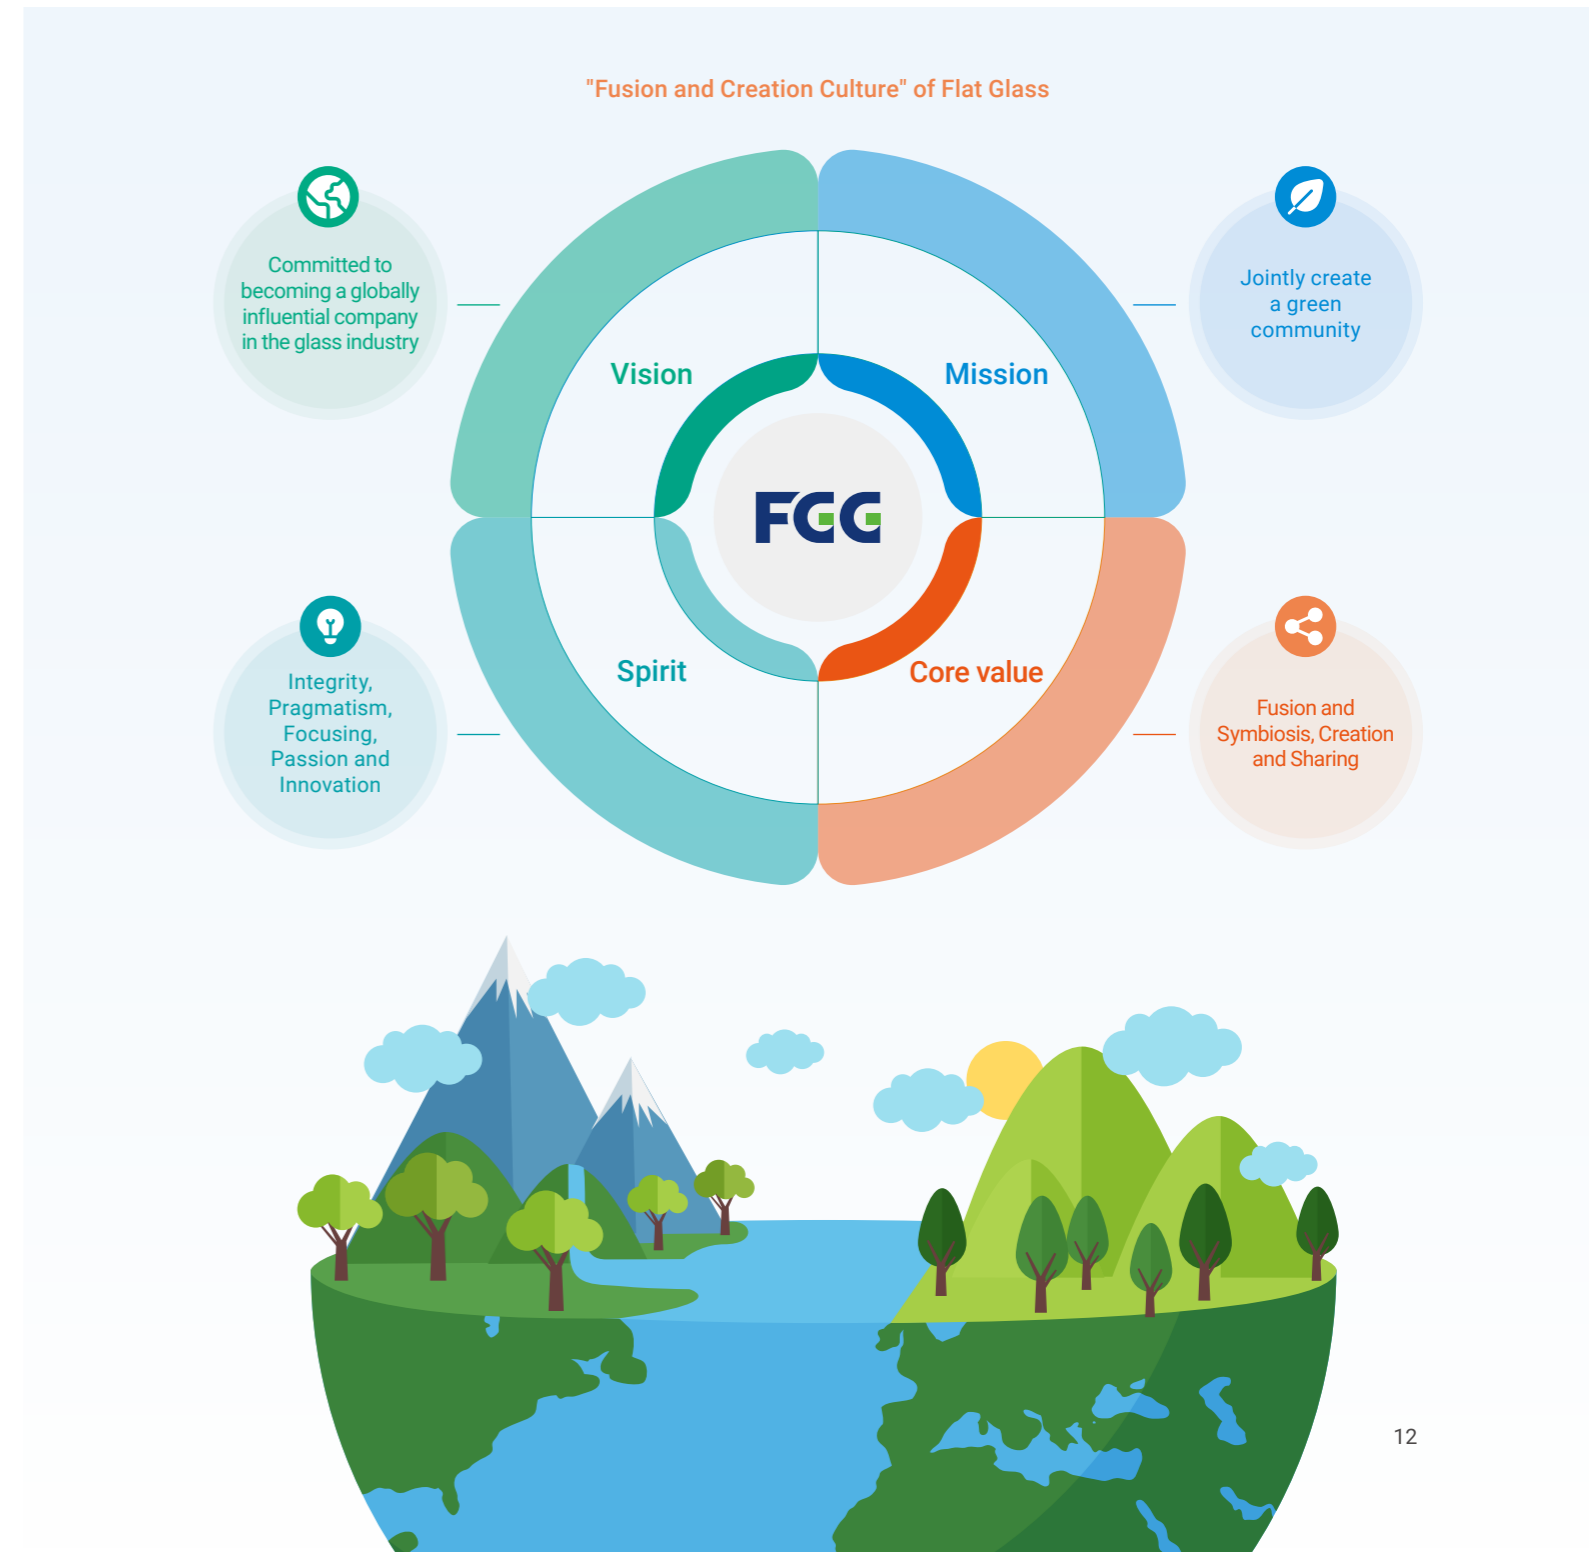 "Fusion and Creation Culture" of Flat Glass
Committed to
becoming a globally
influential company
in the glass industry
Jointly create
a green
community
Vision
Mission
FGG
Spirit
Core value
Integrity,
Pragmatism,
Focusing,
Passion and
Innovation
Fusion and
Symbiosis, Creation
and Sharing
12